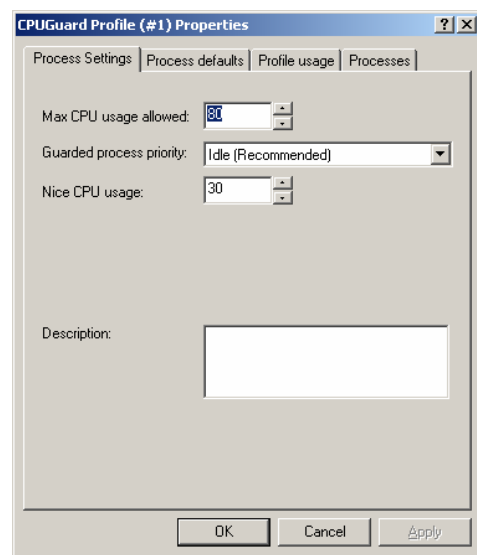 CPUGuard Profile (#1) Properties
Process Settings Process defaults Profile usage Processes
Max CPU usage allowed: 80
Guarded process priority: Idle (Recommended)
Nice CPU usage: 30
Description:
OK Cancel Apply